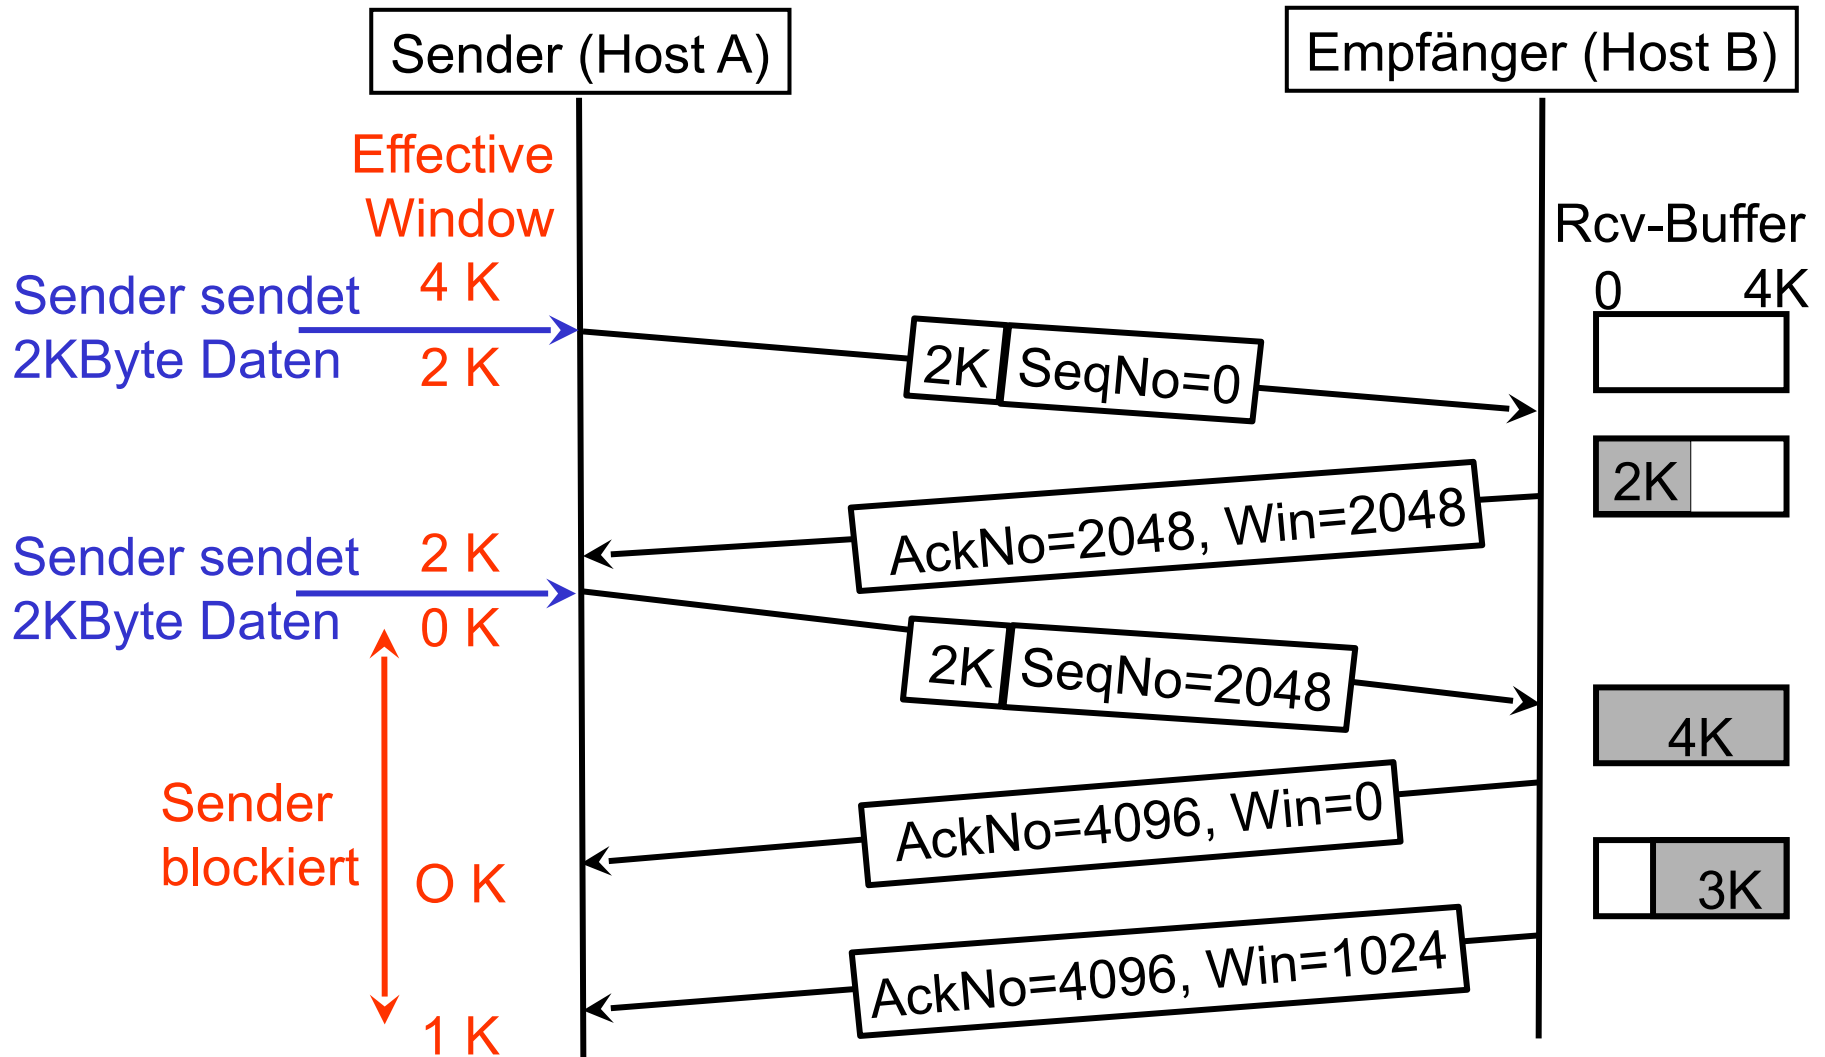 Sender (Host A)
Empfänger (Host B)
Effective
Window
Rcv-Buffer
0 4K
Sender sendet
2KByte Daten
4 K
2 K
2K SeqNo=0
2K
AckNo=2048, Win=2048
Sender sendet
2KByte Daten
2 K
0 K
2K SeqNo=2048
4K
Sender
blockiert
AckNo=4096, Win=0
O K
3K
AckNo=4096, Win=1024
1 K